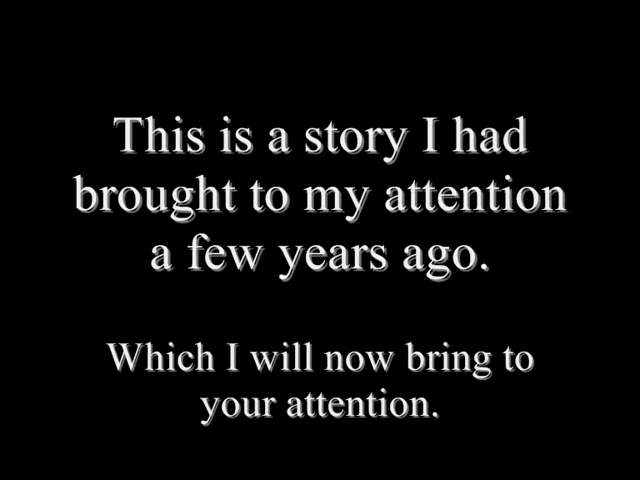 This is a story I had
brought to my attention
a few years ago.
Which I will now bring to
your attention.